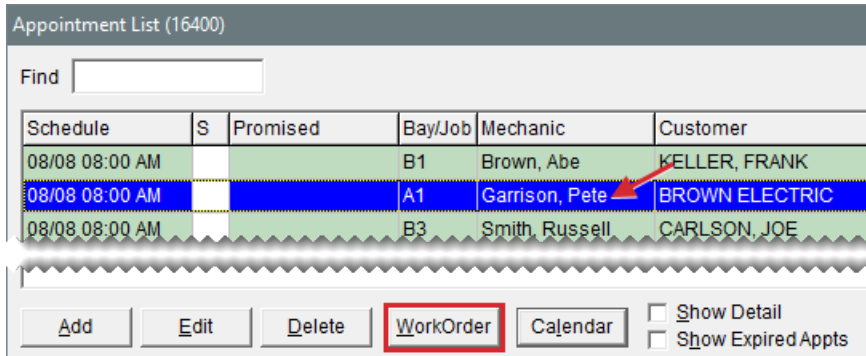 Appointment List (16400)
Find
Schedule S Promised Bay/Job Mechanic Customer
08/08 08:00 AM B1 Brown, Abe KELLER, FRANK
08/08 08:00 AM A1 Garrison, Pete BROWN ELECTRIC
08/08 08:00 AM B3 Smith, Russell CARLSON, JOE
Add Edit Delete WorkOrder Calendar Show Detail
Show Expired Appts